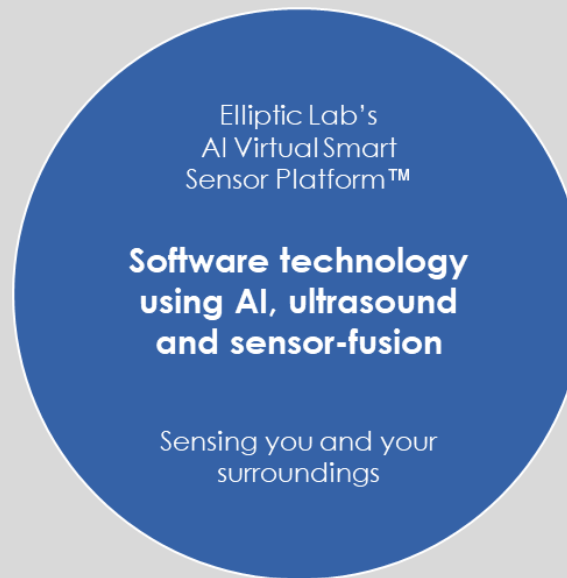 Elliptic Lab’s
AI Virtual Smart
Sensor Platform™
Software technology
using AI, ultrasound
and sensor-fusion
Sensing you and your
surroundings